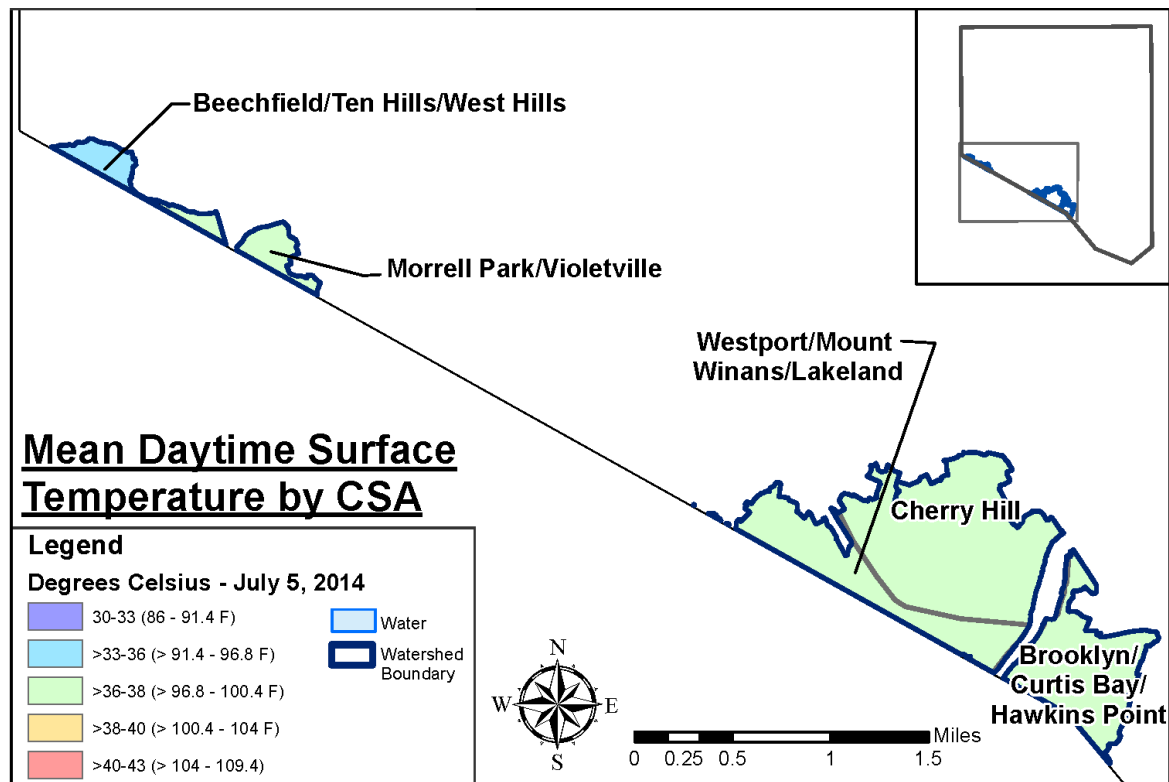 Beechfield/Ten Hills/West Hills
Morrell Park/Violetville
Westport/Mount
Winans/Lakeland
Mean Daytime Surface
Temperature by CSA
Cherry Hill
Brooklyn/
Curtis Bay/
Hawkins Point
Legend
Degrees Celsius - July 5, 2014
30-33 (86 - 91.4 F)
>33-36 (> 91.4 - 96.8 F)
>36-38 (> 96.8 - 100.4 F)
>38-40 (> 100.4 - 104 F)
>40-43 (> 104 - 109.4)
Water
Watershed
Boundary
N
W E
S
Miles
0 0.25 0.5 1 1.5